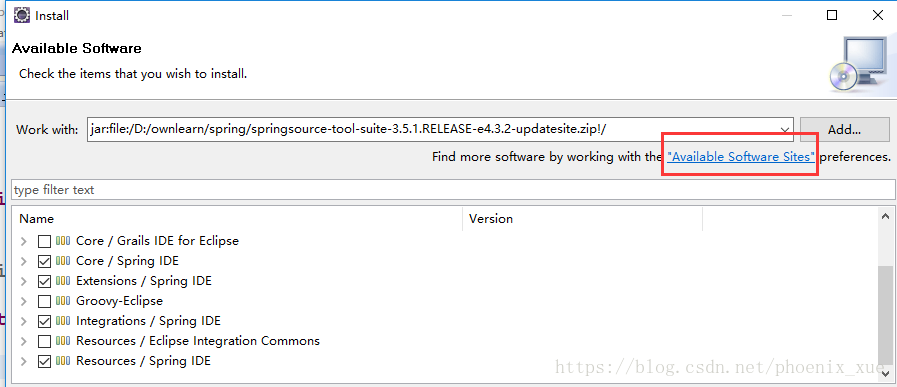 Install
Available Software
Check the items that you wish to install.
Work with: jar:file:/D:/ownlearn/spring/springsource-tool-suite-3.5.1.RELEASE-e4.3.2-updatesite.zip!/ Add...
Find more software by working with the "Available Software Sites" preferences.
type filter text
Name Version
Core / Grails IDE for Eclipse
Core / Spring IDE
Extensions / Spring IDE
Groovy-Eclipse
Integrations / Spring IDE
Resources / Eclipse Integration Commons
Resources / Spring IDE
https://blog.csdn.net/phoenix_xue